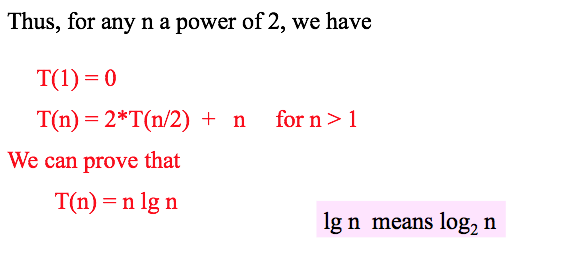 Thus, for any n a power of 2, we have
T(1) = 0
T(n) = 2*T(n/2) + n for n > 1
We can prove that
T(n) = n lg n
lg n means log₂ n